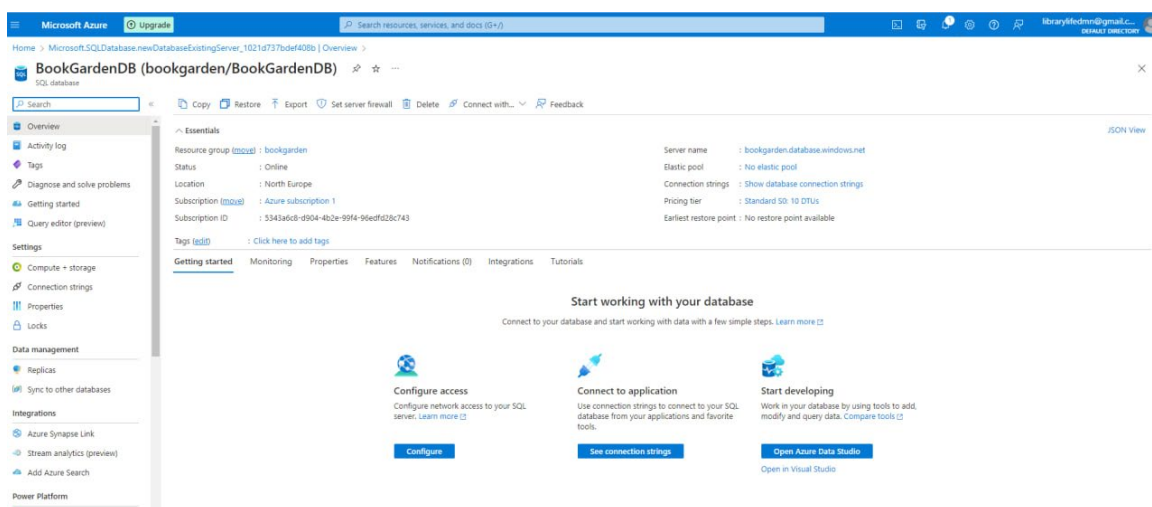 Microsoft Azure
Upgrade
Search resources, services, and docs (G+/)
1
librarylifedmn@gmail.c...
DEFAULT DIRECTORY
Home > Microsoft.SQLDatabase.newDatabaseExistingServer_1021d737bdef408b | Overview >
BookGardenDB (bookgarden/BookGardenDB)
SQL database
Search
Copy Restore Export Set server firewall Delete Connect with... Feedback
Overview
Activity log
Tags
Diagnose and solve problems
Getting started
Query editor (preview)
Settings
Compute + storage
Connection strings
Properties
Locks
Data management
Replicas
Sync to other databases
Integrations
Azure Synapse Link
Stream analytics (preview)
Add Azure Search
Power Platform
Essentials
JSON View
Resource group (move) : bookgarden
Status : Online
Location : North Europe
Subscription (move) : Azure subscription 1
Subscription ID : 5343a6c8-d904-4b2e-99f4-96edfd28c743
Server name : bookgarden.database.windows.net
Elastic pool : No elastic pool
Connection strings : Show database connection strings
Pricing tier : Standard S0: 10 DTUs
Earliest restore point : No restore point available
Tags (edit) : Click here to add tags
Getting started Monitoring Properties Features Notifications (0) Integrations Tutorials
Start working with your database
Connect to your database and start working with data with a few simple steps. Learn more
Configure access
Configure network access to your SQL
server. Learn more
Configure
Connect to application
Use connection strings to connect to your SQL
database from your applications and favorite
tools.
See connection strings
Start developing
Work in your database by using tools to add,
modify and query data. Compare tools
Open Azure Data Studio
Open in Visual Studio